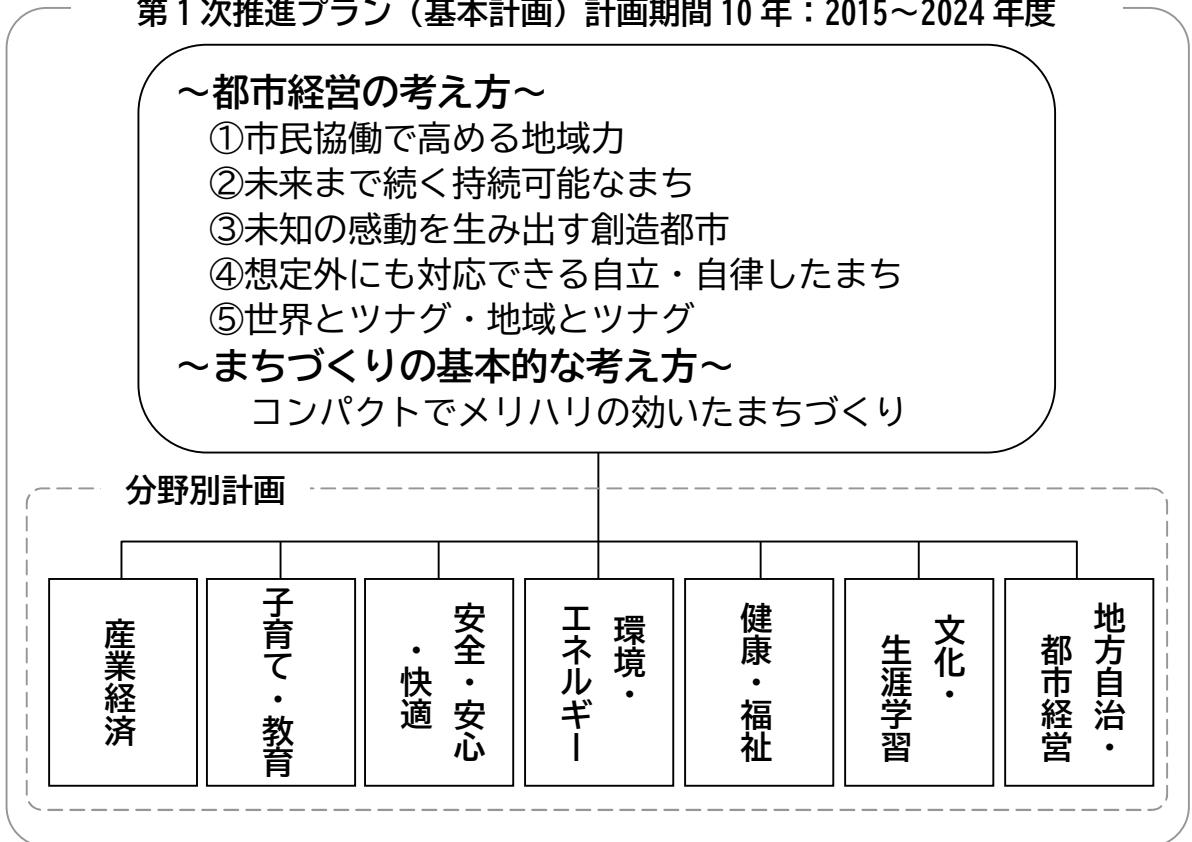 第1次推進プラン（基本計画）計画期間10年：2015～2024年度
～都市経営の考え方～
①市民協働で高める地域力
②未来まで続く持続可能なまち
③未知の感動を生み出す創造都市
④想定外にも対応できる自立・自律したまち
⑤世界とツナグ・地域とツナグ
～まちづくりの基本的な考え方～
コンパクトでメリハリの効いたまちづくり
分野別計画
産業経済
子育て・教育
安全・安心
・快適
環境・
エネルギー
健康・福祉
文化・
生涯学習
地方自治・
都市経営